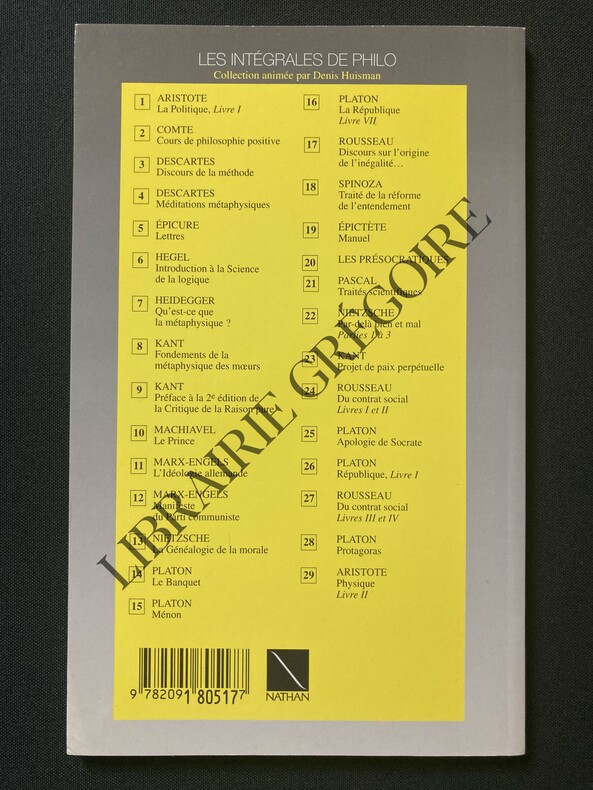 LES INTÉGRALES DE PHILO
Collection animée par Denis Huisman
1 ARISTOTE
La Politique, Livre I
2 COMTE
Cours de philosophie positive
3 DESCARTES
Discours de la méthode
4 DESCARTES
Méditations métaphysiques
5 ÉPICURE
Lettres
6 HEGEL
Introduction à la Science
de la logique
7 HEIDEGGER
Qu'est-ce que
la métaphysique ?
8 KANT
Fondements de la
métaphysique des mœurs
9 KANT
Préface à la 2e édition de
la Critique de la Raison pure
10 MACHIAVEL
Le Prince
11 MARX-ENGELS
L'Idéologie allemande
12 MARX-ENGELS
Manifeste
du Parti communiste
13 NIETZSCHE
La Généalogie de la morale
14 PLATON
Le Banquet
15 PLATON
Ménon
16 PLATON
La République
Livre VII
17 ROUSSEAU
Discours sur l'origine
de l'inégalité…
18 SPINOZA
Traité de la réforme
de l'entendement
19 ÉPICTÈTE
Manuel
20 LES PRÉSOCRATIQUES
21 PASCAL
Traités scientifiques
22 NIETZSCHE
Par-delà bien et mal
Parties 1 à 3
23 KANT
Projet de paix perpétuelle
24 ROUSSEAU
Du contrat social
Livres I et II
25 PLATON
Apologie de Socrate
26 PLATON
République, Livre I
27 ROUSSEAU
Du contrat social
Livres III et IV
28 PLATON
Protagoras
29 ARISTOTE
Physique
Livre II
9 782091 805177
NATHAN
LIBRAIRIE GRÉGOIRE